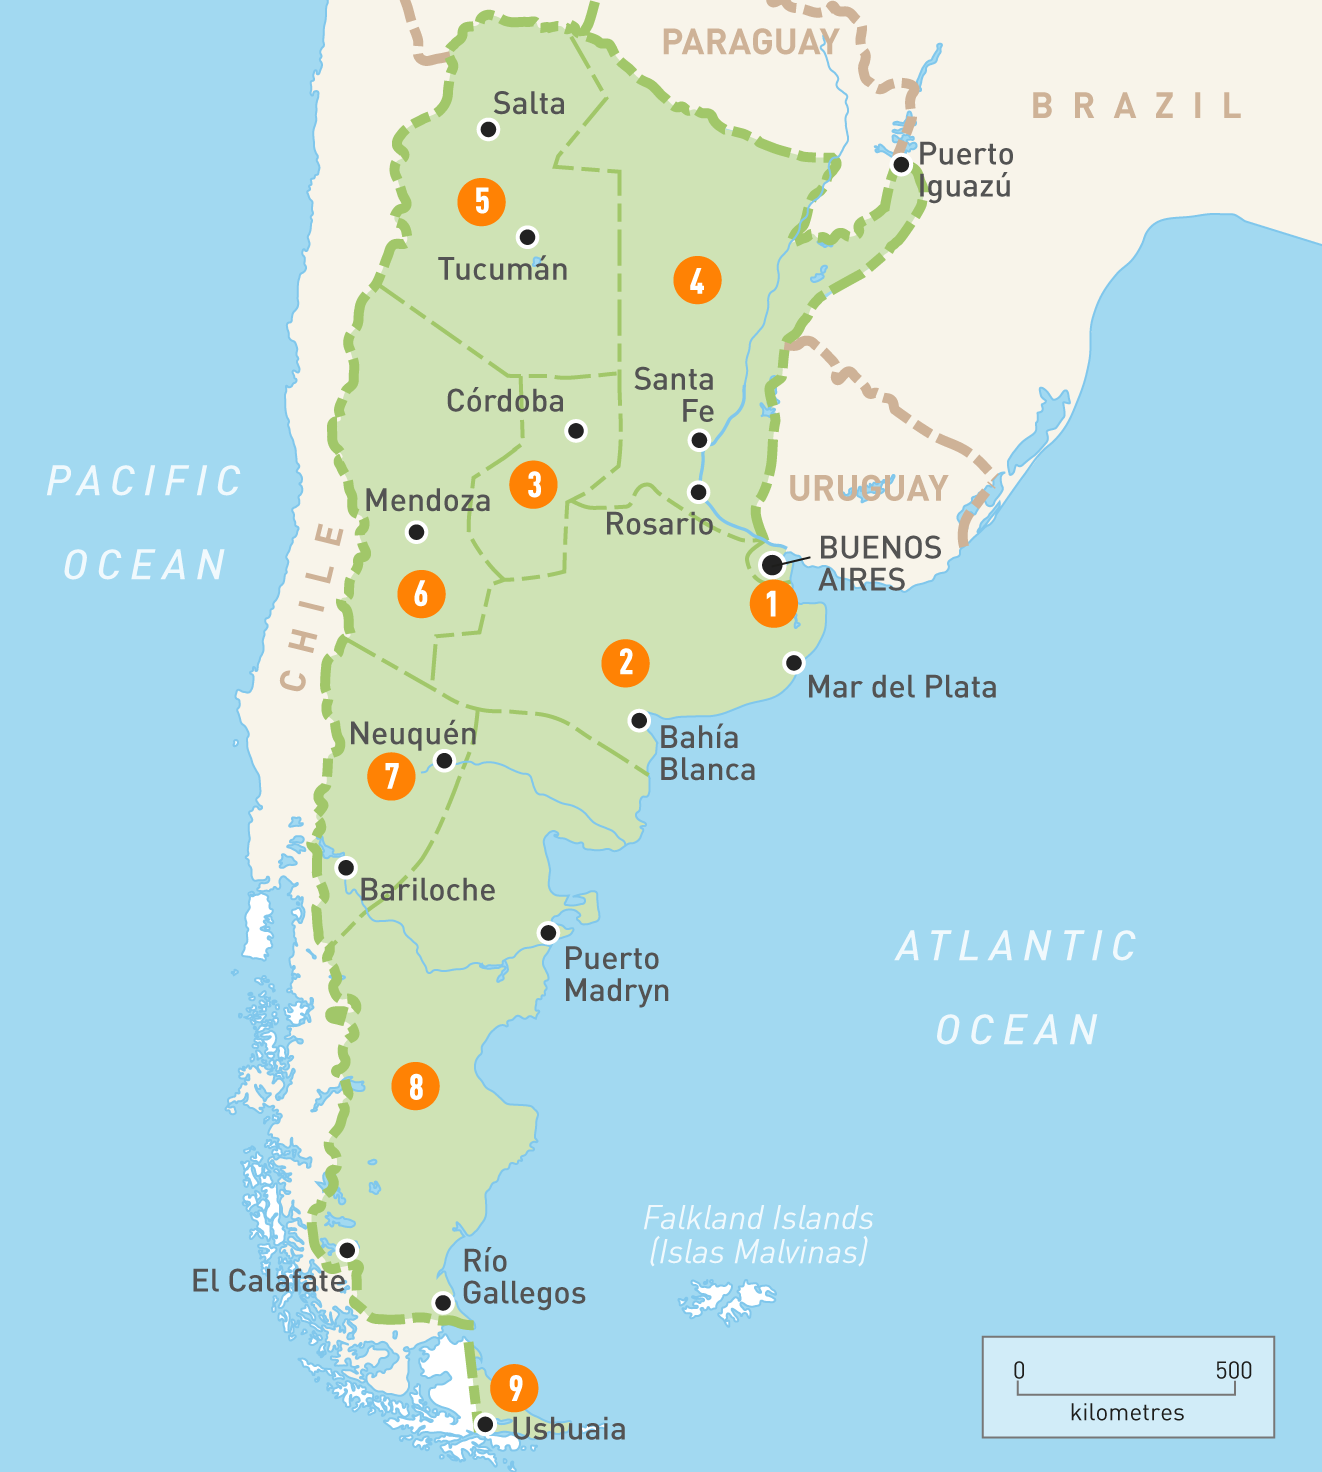 PARAGUAY
BRAZIL
Salta
Puerto
Iguazú
5
Tucumán
4
Santa
Fe
Córdoba
PACIFIC
OCEAN
3
URUGUAY
Mendoza
Rosario
CHILE
BUENOS
AIRES
6
1
2
Mar del Plata
Neuquén
Bahía
Blanca
7
Bariloche
ATLANTIC
OCEAN
Puerto
Madryn
8
Falkland Islands
(Islas Malvinas)
El Calafate
Río
Gallegos
9
Ushuaia
0 500
kilometres